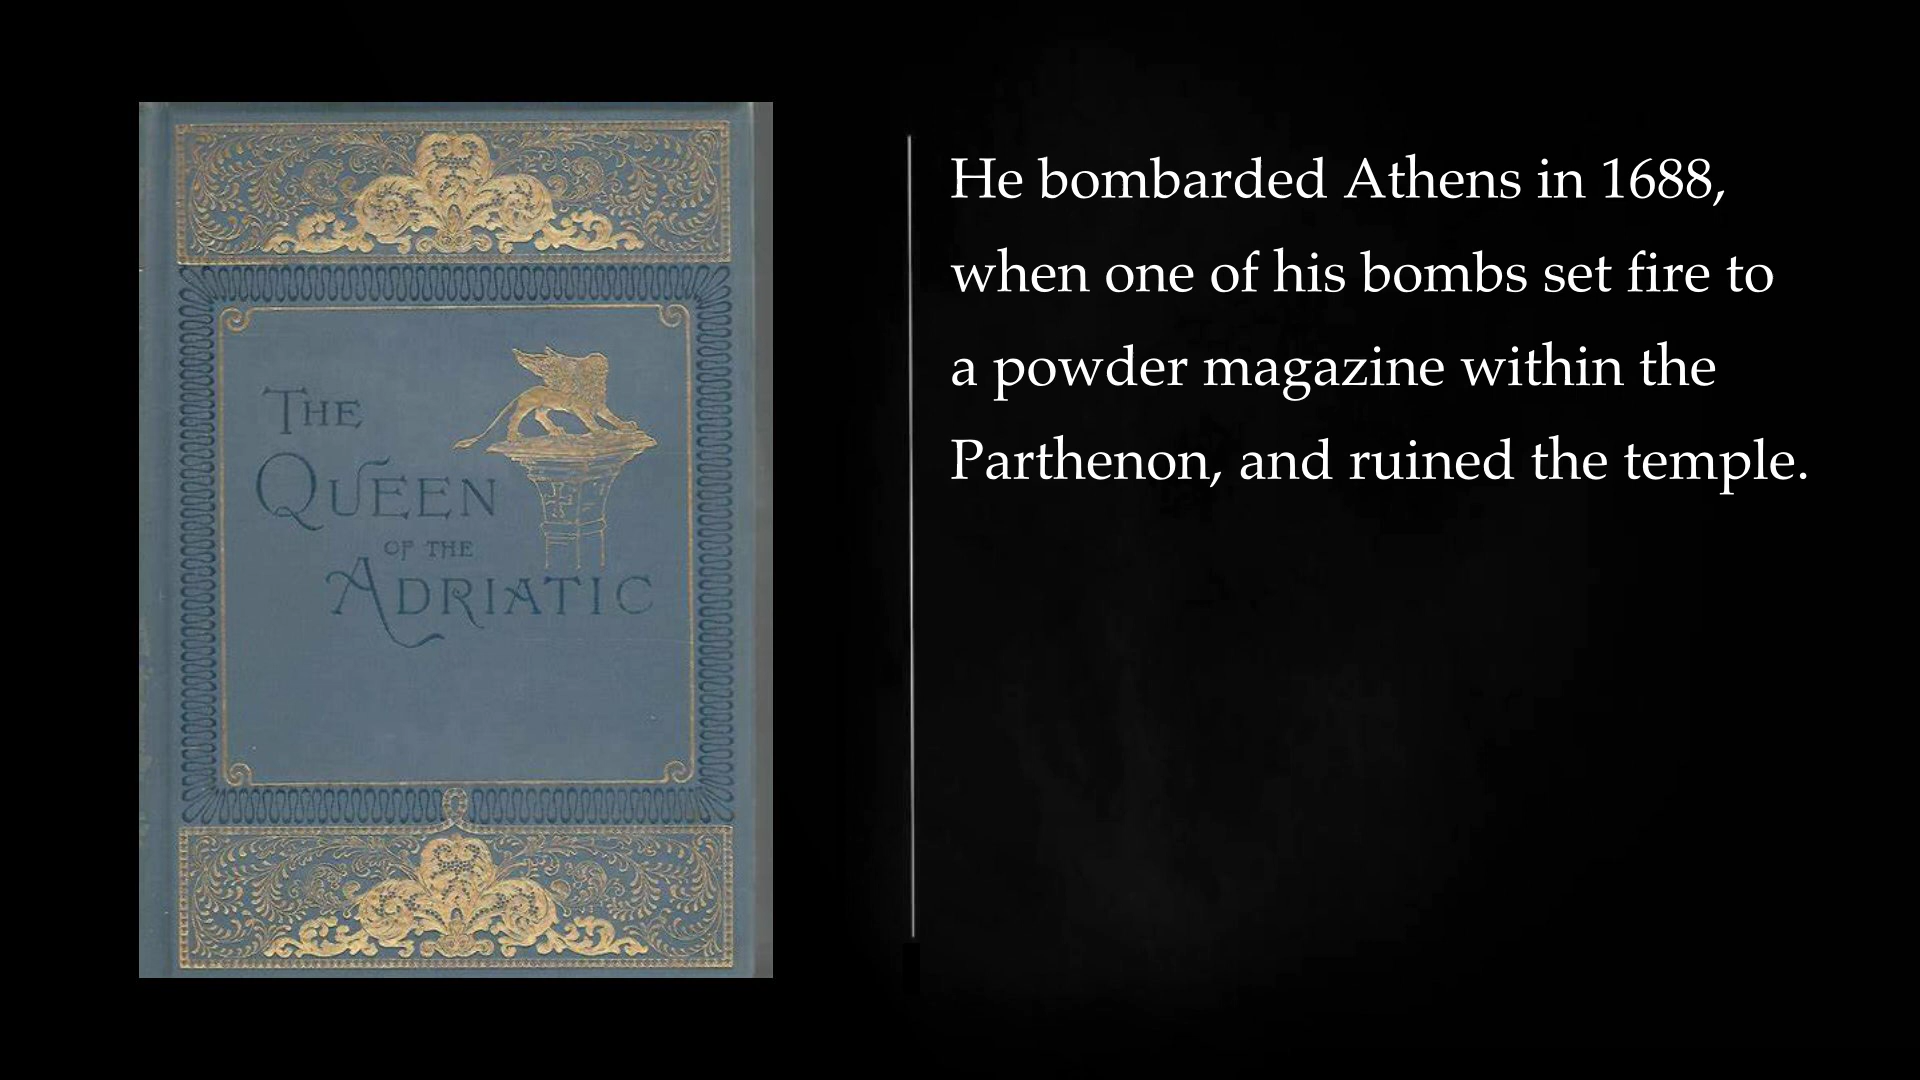 The
Queen
of the
Adriatic
He bombarded Athens in 1688,
when one of his bombs set fire to
a powder magazine within the
Parthenon, and ruined the temple.